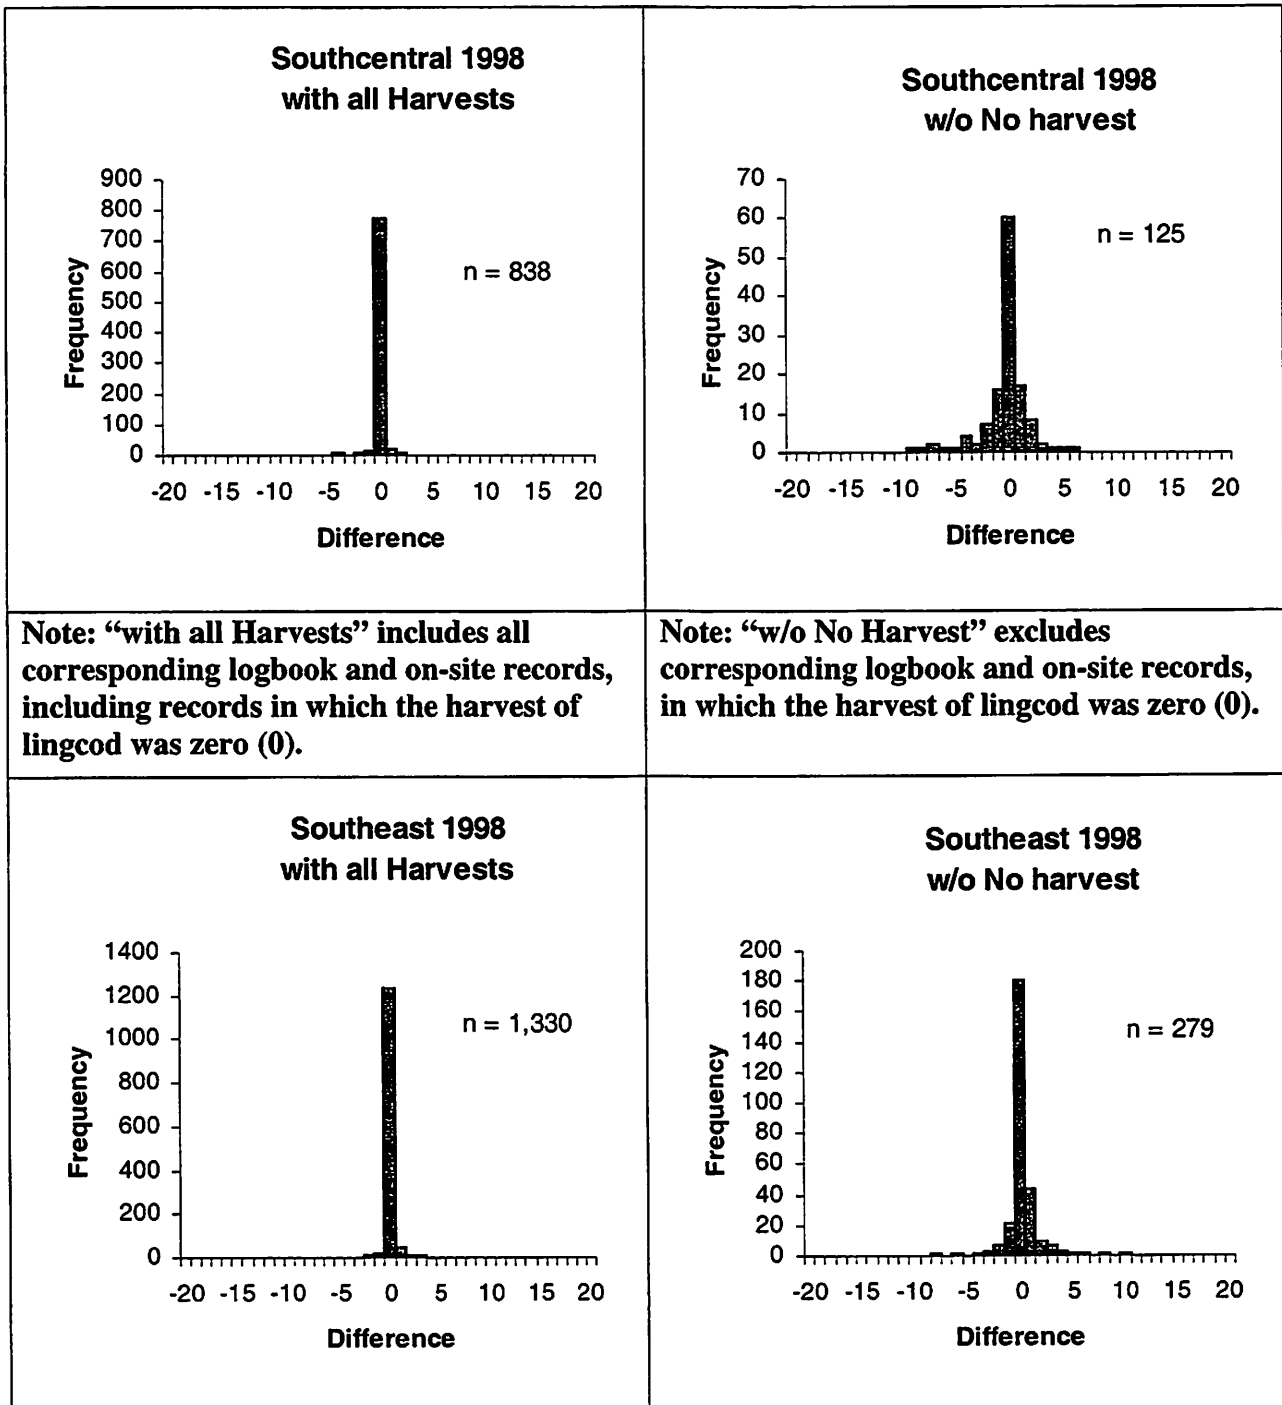 Southcentral 1998
with all Harvests
900
800
700
600
500
400
300
200
100
0
Frequency
n = 838
-20 -15 -10 -5 0 5 10 15 20
Difference
Southcentral 1998
w/o No harvest
70
60
50
40
30
20
10
0
Frequency
n = 125
-20 -15 -10 -5 0 5 10 15 20
Difference
Note: “with all Harvests” includes all
corresponding logbook and on-site records,
including records in which the harvest of
lingcod was zero (0).
Note: “w/o No Harvest” excludes
corresponding logbook and on-site records,
in which the harvest of lingcod was zero (0).
Southeast 1998
with all Harvests
1400
1200
1000
800
600
400
200
0
Frequency
n = 1,330
-20 -15 -10 -5 0 5 10 15 20
Difference
Southeast 1998
w/o No harvest
200
180
160
140
120
100
80
60
40
20
0
Frequency
n = 279
-20 -15 -10 -5 0 5 10 15 20
Difference